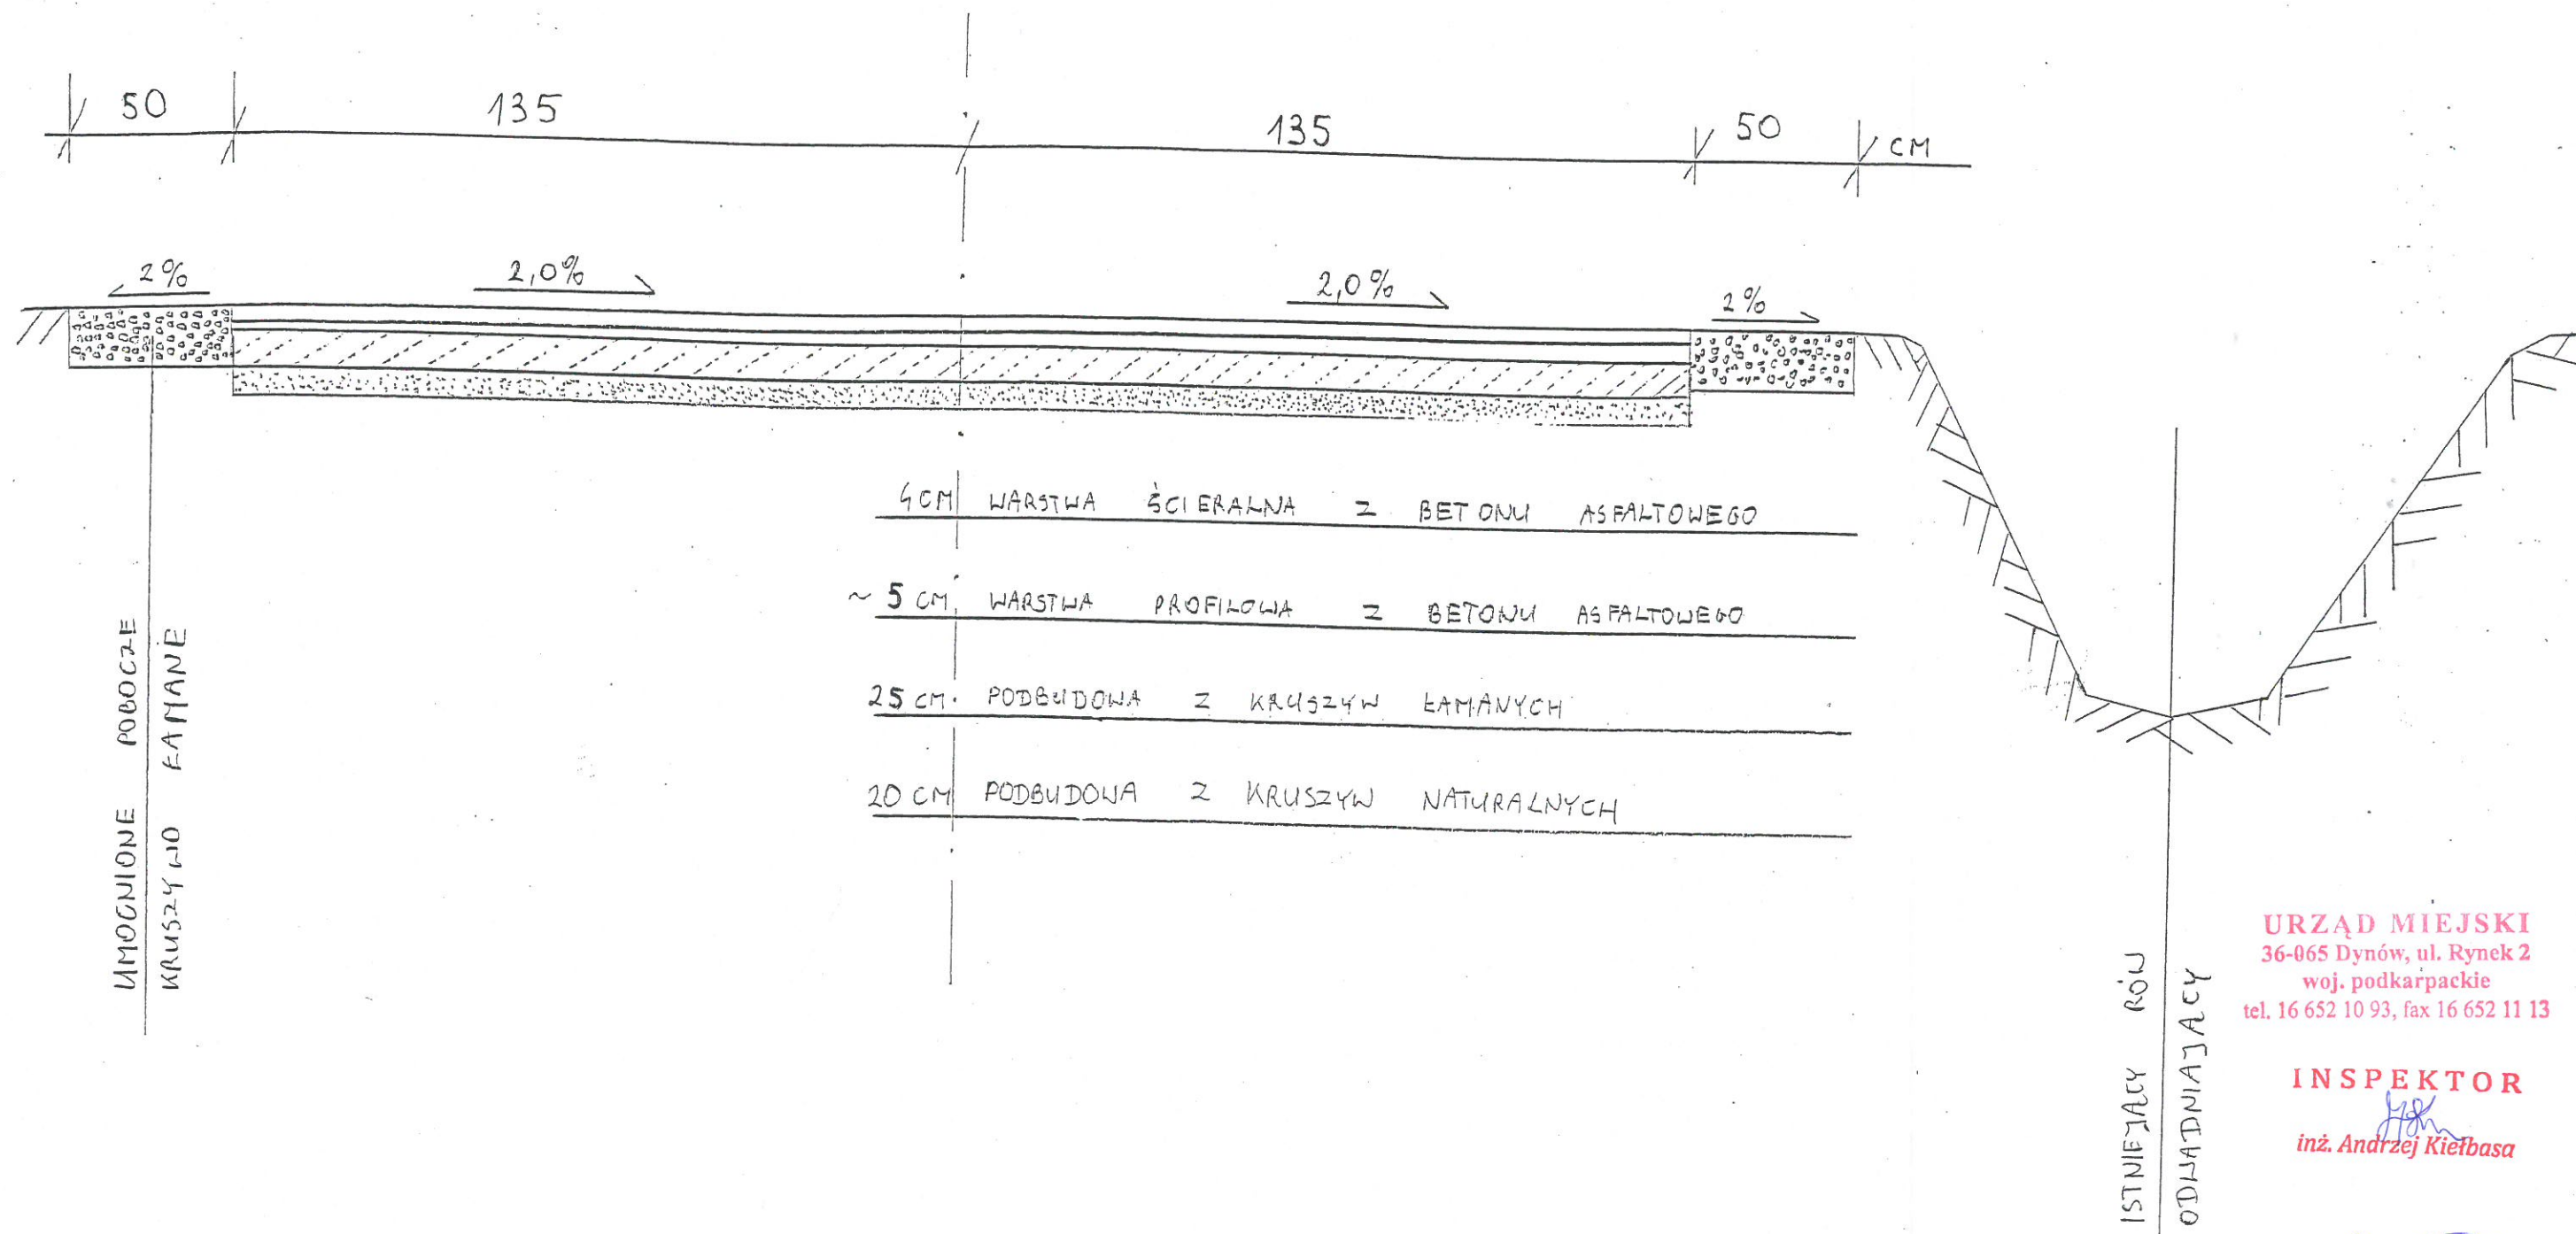 50 135 135 50 CM
2% 2,0% 2,0% 2%
4CM WARSTWA ŚCIERALNA Z BETONU ASFALTOWEGO
~ 5 CM WARSTWA PROFILOWA Z BETONU ASFALTOWEGO
25 CM PODBUDOWA Z KRUSZYW ŁAMANYCH
20 CM PODBUDOWA Z KRUSZYW NATURALNYCH
UMOCNIONE POBOCZE
KRUSZYWO ŁAMANE
ISTNIEJĄCY RÓW
ODWADNIAJĄCY
URZĄD MIEJSKI
36-065 Dynów, ul. Rynek 2
woj. podkarpackie
tel. 16 652 10 93, fax 16 652 11 13
INSPEKTOR
inż. Andrzej Kiełbasa